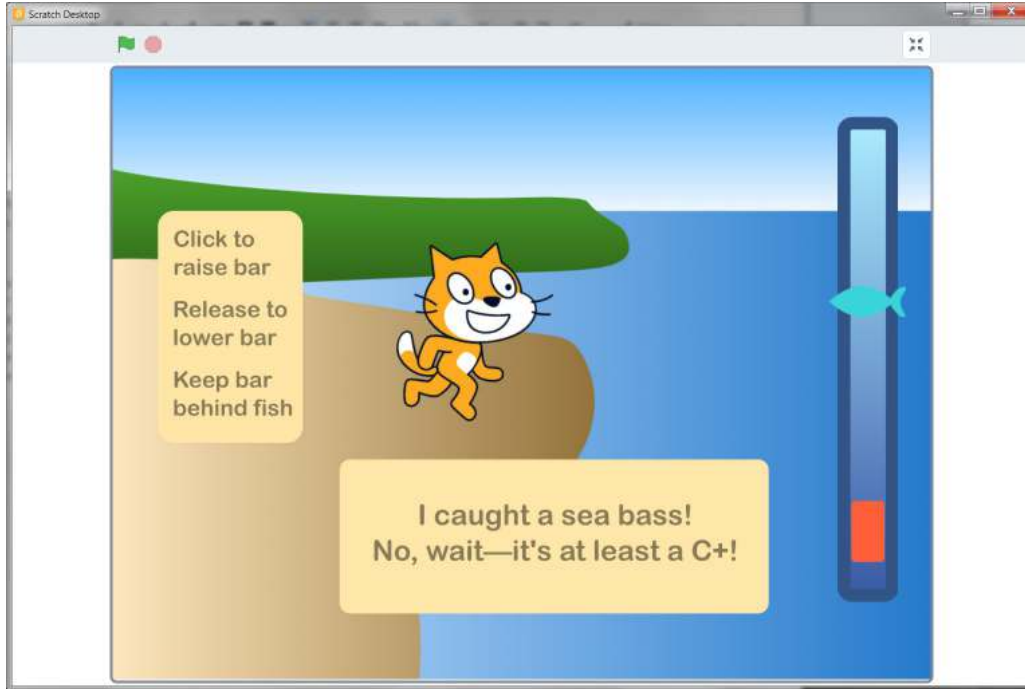 Scratch Desktop
Click to
raise bar
Release to
lower bar
Keep bar
behind fish
I caught a sea bass!
No, wait—it's at least a C+!